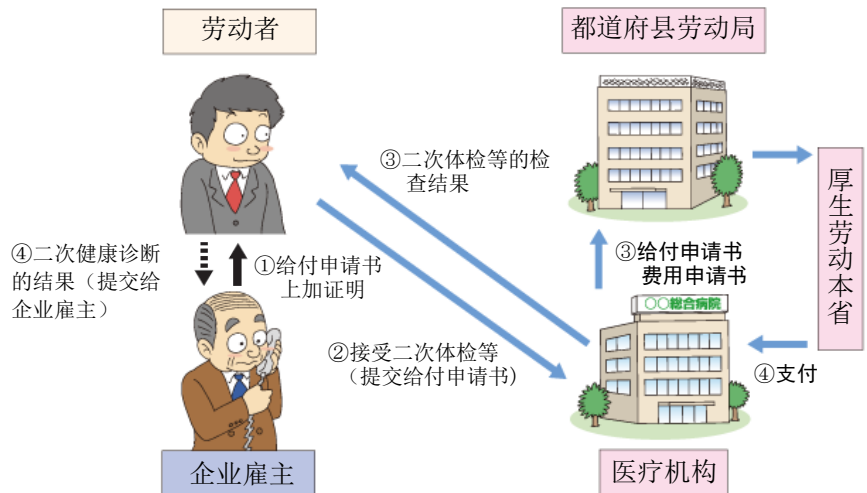 劳动者
都道府县劳动局
③二次体检等的检
查结果
厚生劳动本省
④二次健康诊断
的结果（提交给
企业雇主）
①给付申请书
上加证明
③给付申请书
费用申请书
〇〇総合病院
②接受二次体检等
（提交给付申请书）
④支付
企业雇主
医疗机构